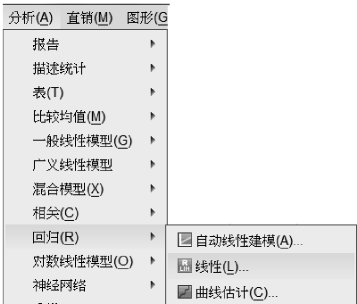 分析(A) 直销(M) 图形(G
报告
描述统计
表(T)
比较均值(M)
一般线性模型(G)
广义线性模型
混合模型(X)
相关(C)
回归(R)
自动线性建模(A)...
对数线性模型(O)
线性(L)...
神经网络
曲线估计(C)...